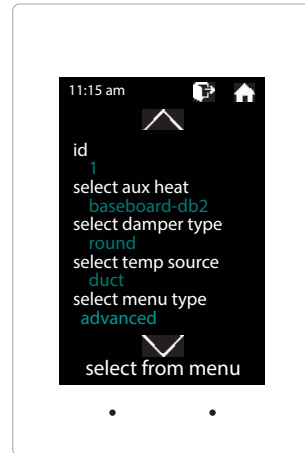 11:15 am
id
1
select aux heat
baseboard-db2
select damper type
round
select temp source
duct
select menu type
advanced
select from menu